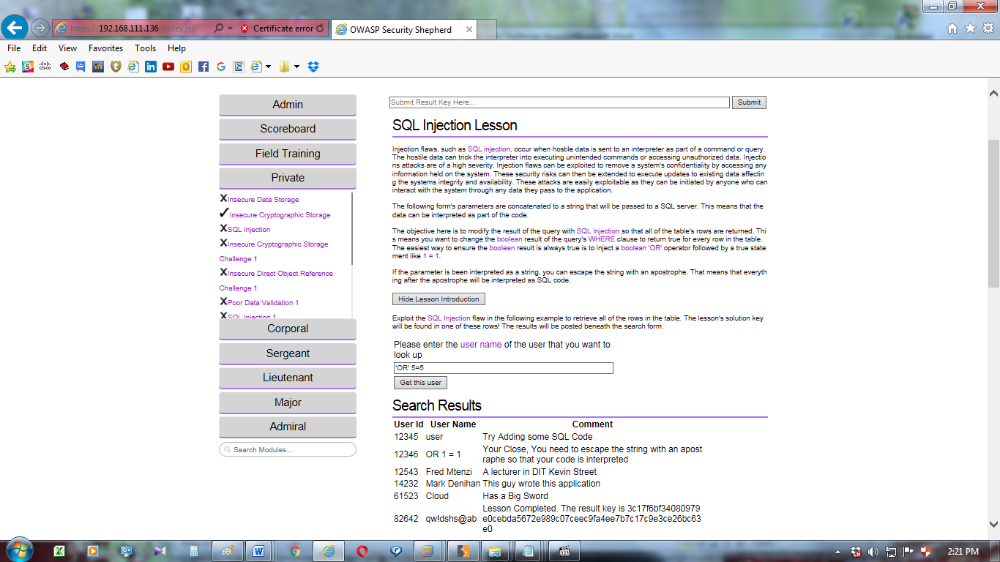 https://192.168.111.136/index.jsp
Certificate error
OWASP Security Shepherd
File Edit View Favorites Tools Help
Submit Result Key Here...
Submit
Admin
Scoreboard
Field Training
Private
Insecure Data Storage
Insecure Cryptographic Storage
SQL Injection
Insecure Cryptographic Storage
Challenge 1
Insecure Direct Object Reference
Challenge 1
Poor Data Validation 1
SQL Injection 1
Corporal
Sergeant
Lieutenant
Major
Admiral
Search Modules...
SQL Injection Lesson
Injection flaws, such as SQL injection, occur when hostile data is sent to an interpreter as part of a command or query.
The hostile data can trick the interpreter into executing unintended commands or accessing unauthorized data. Injectio
ns attacks are of a high severity. Injection flaws can be exploited to remove a system's confidentiality by accessing any
information held on the system. These security risks can then be extended to execute updates to existing data affectin
g the systems integrity and availability. These attacks are easily exploitable as they can be initiated by anyone who can
interact with the system through any data they pass to the application.
The following form's parameters are concatenated to a string that will be passed to a SQL server. This means that the
data can be interpreted as part of the code.
The objective here is to modify the result of the query with SQL Injection so that all of the table's rows are returned. Thi
s means you want to change the boolean result of the query's WHERE clause to return true for every row in the table.
The easiest way to ensure the boolean result is always true is to inject a boolean 'OR' operator followed by a true state
ment like 1 = 1.
If the parameter is been interpreted as a string, you can escape the string with an apostrophe. That means that everyth
ing after the apostrophe will be interpreted as SQL code.
Hide Lesson Introduction
Exploit the SQL Injection flaw in the following example to retrieve all of the rows in the table. The lesson's solution key
will be found in one of these rows! The results will be posted beneath the search form.
Please enter the user name of the user that you want to
look up
'OR' 5=5
Get this user
Search Results
User Id User Name Comment
12345 user Try Adding some SQL Code
12346 OR 1 = 1 Your Close, You need to escape the string with an apost
raphe so that your code is interpreted
12543 Fred Mtenzi A lecturer in DIT Kevin Street
14232 Mark Denihan This guy wrote this application
61523 Cloud Has a Big Sword
82642 qw!dshs@ab Lesson Completed. The result key is 3c17f6bf34080979
e0cebda5672e989c07ceec9fa4ee7b7c17c9e3ce26bc63
e0
2:21 PM